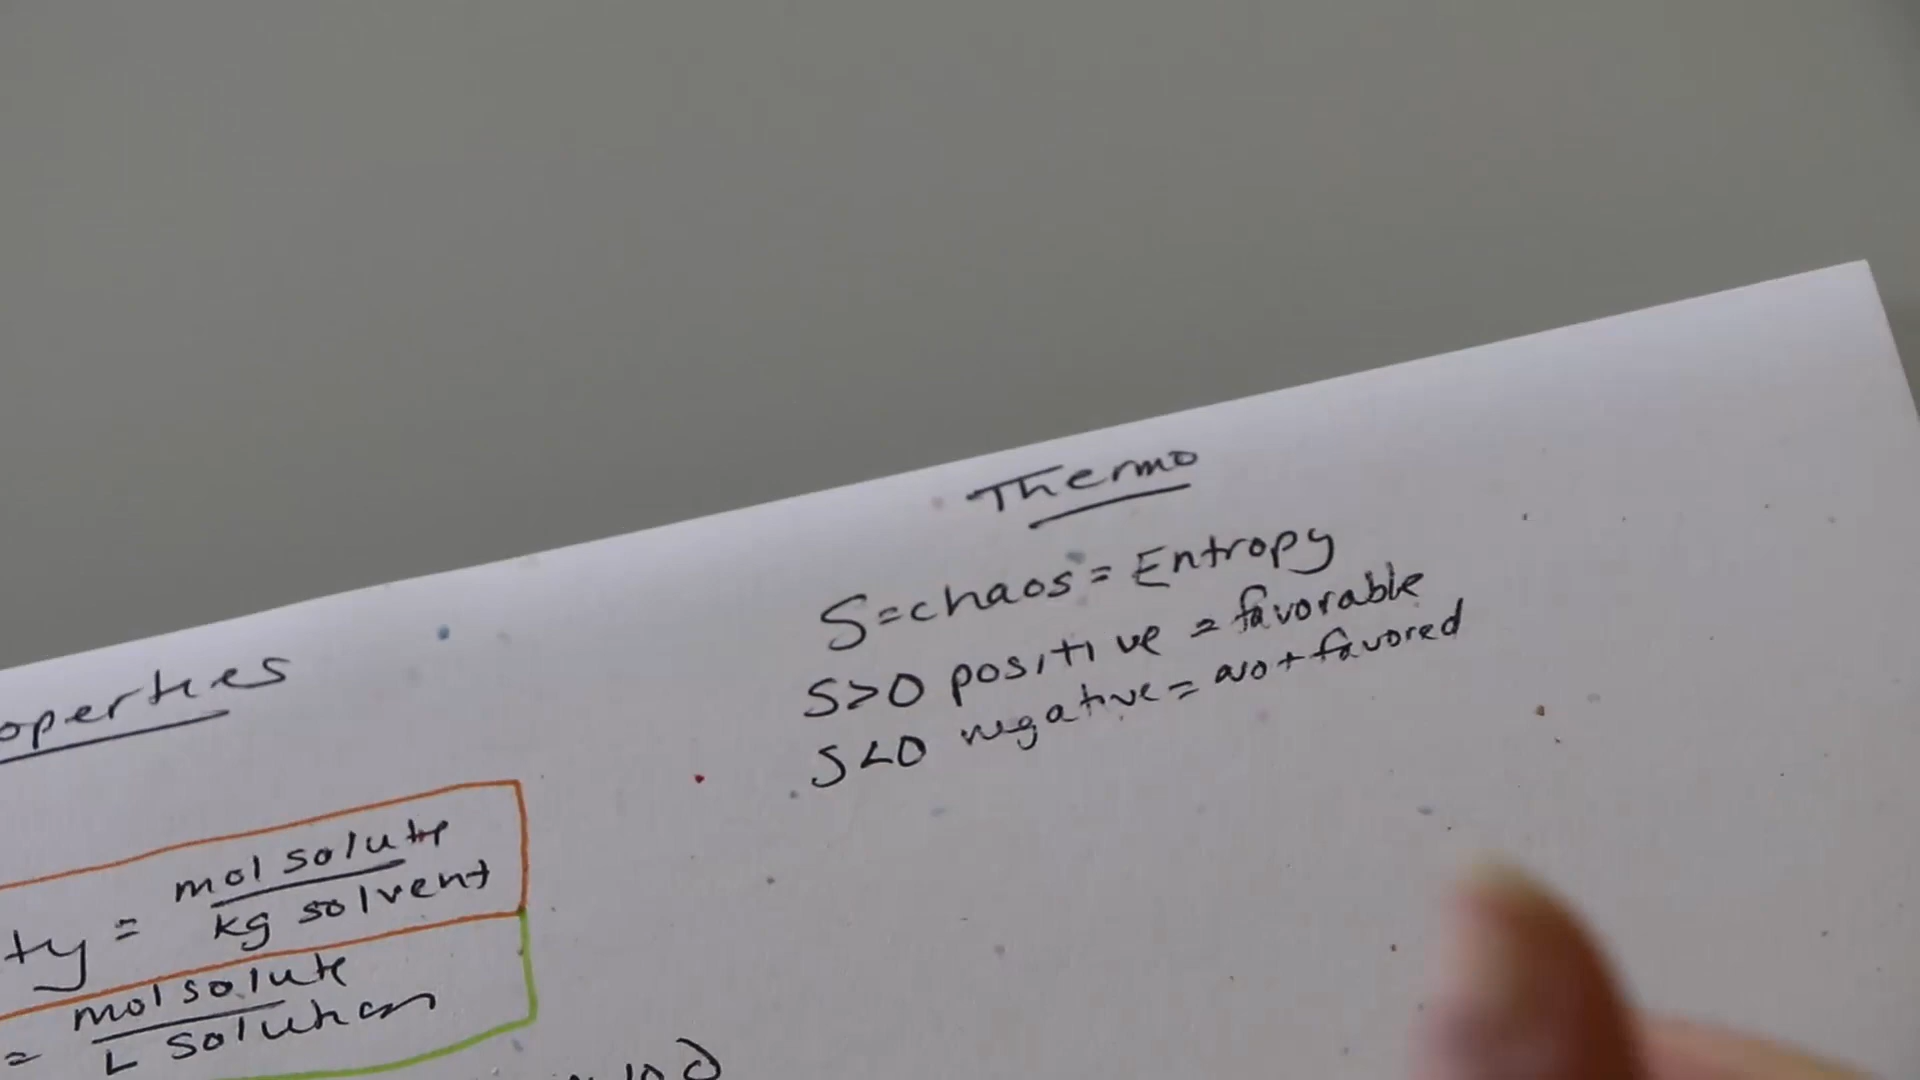 Thermo
S=chaos=Entropy
S>0 positive = favorable
S<0 negative = not favored
operties
ty = mol solute
kg solvent
= mol solute
L solution